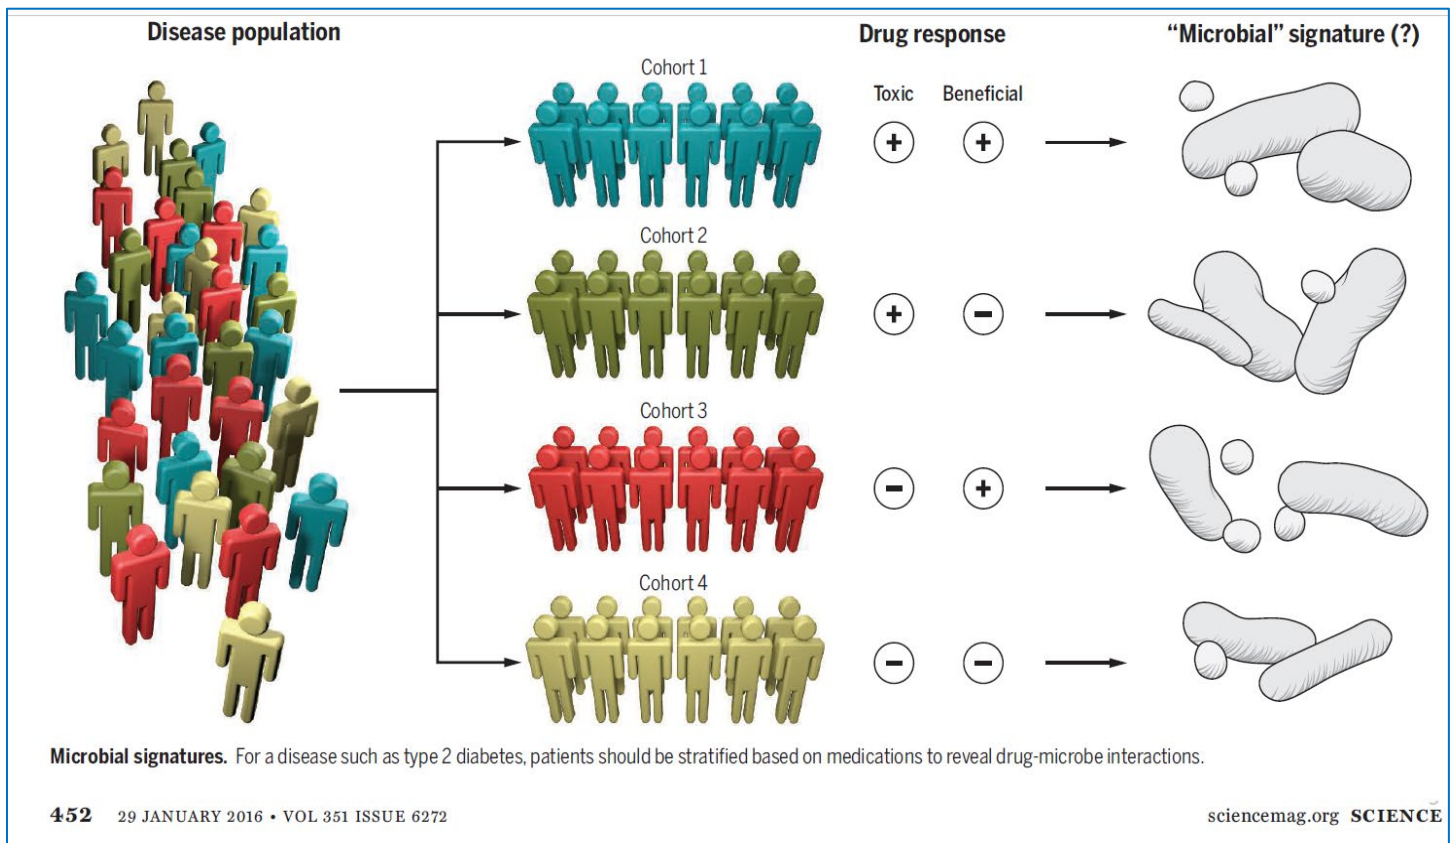 Disease population
Drug response
“Microbial” signature (?)
Cohort 1
Toxic
Beneficial
+
+
Cohort 2
+
−
Cohort 3
−
+
Cohort 4
−
−
Microbial signatures. For a disease such as type 2 diabetes, patients should be stratified based on medications to reveal drug-microbe interactions.
452 29 JANUARY 2016 • VOL 351 ISSUE 6272
sciencemag.org SCIENCE